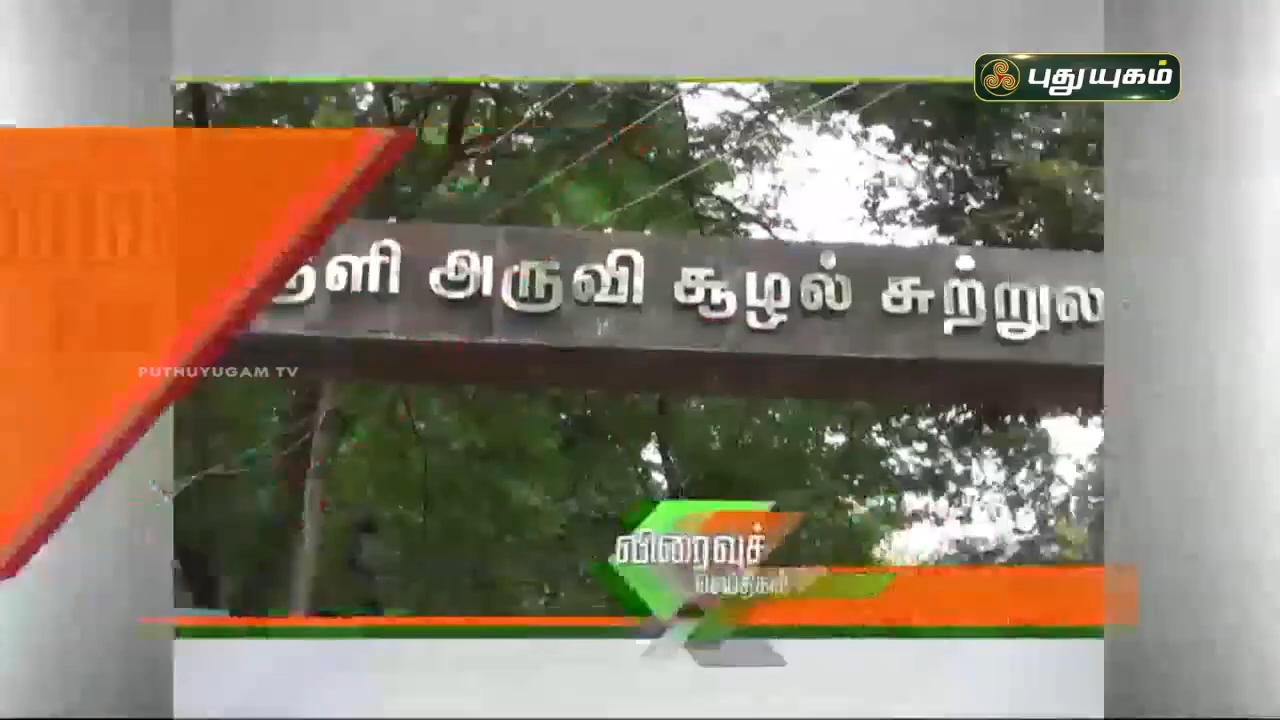 புதுயுகம்
ளி அருவி சூழல் சுற்றுலா
PUTHUYUGAM TV
விரைவுச்
செய்திகள்